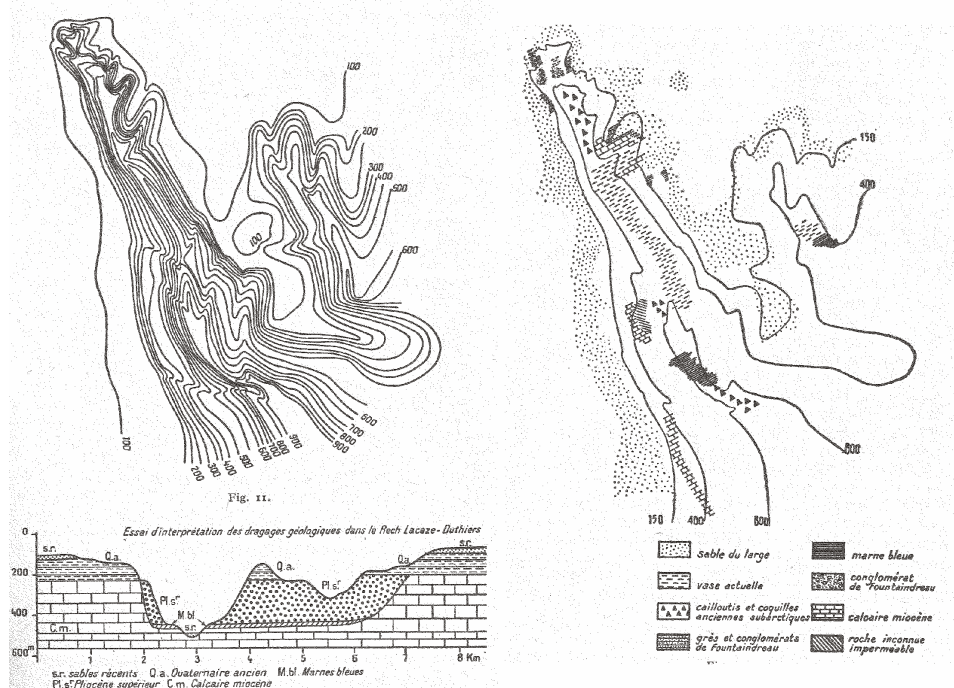 100
200
300
400
500
600
100
100
200
300
400
500
600
700
800
900
600
700
800
900
Fig. 11.
Essai d'interprétation des dragages géologiques dans le Rech Lacaze-Duthiers
0
200
400
600m
s.r.
Q.a.
Pl.sr
M.bl.
s.r.
Q.a.
Pl.sr
Q.a.
s.r.
C.m.
1 2 3 4 5 6 7 8 Km
s.r. sables récents Q.a. Quaternaire ancien M.bl. Marnes bleues
Pl.sr Pliocène supérieur C.m. Calcaire miocène
150
400
800
150 400 800
sable du large
vase actuelle
cailloutis et coquilles
anciennes subarctiques
grès et conglomérats
de Fountaindreau
marne bleue
conglomérat
de Fountaindreau
calcaire miocène
roche inconnue
imperméable